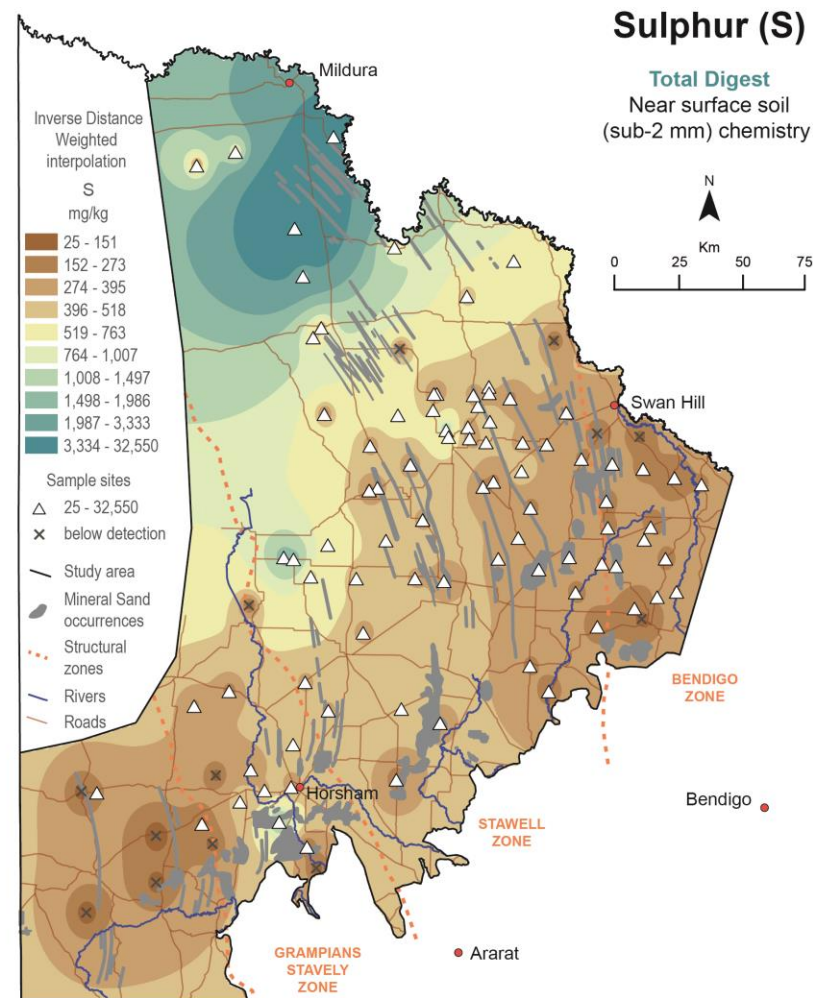 Sulphur (S)
Total Digest
Near surface soil
(sub-2 mm) chemistry
N
0 25 50 75
Km
Inverse Distance
Weighted
interpolation
S
mg/kg
25 - 151
152 - 273
274 - 395
396 - 518
519 - 763
764 - 1,007
1,008 - 1,497
1,498 - 1,986
1,987 - 3,333
3,334 - 32,550
Sample sites
25 - 32,550
below detection
Study area
Mineral Sand
occurrences
Structural
zones
Rivers
Roads
Mildura
Swan Hill
BENDIGO
ZONE
Bendigo
Horsham
STAWELL
ZONE
Ararat
GRAMPIANS
STAVELY
ZONE